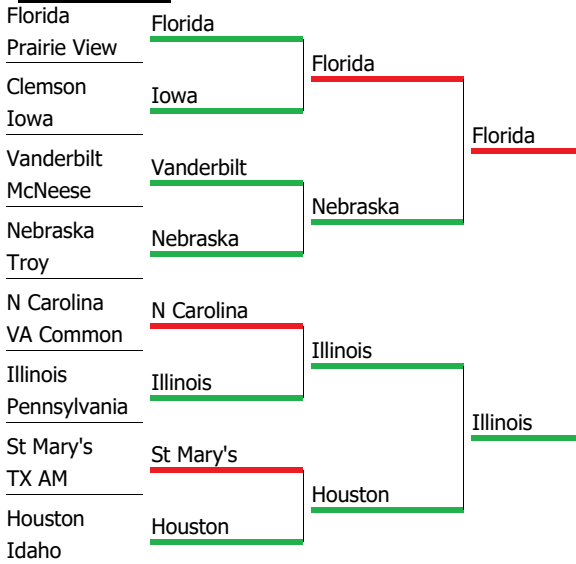 Florida
Prairie View
Clemson
Iowa
Vanderbilt
McNeese
Nebraska
Troy
N Carolina
VA Common
Illinois
Pennsylvania
St Mary's
TX AM
Houston
Idaho
Florida
Iowa
Vanderbilt
Nebraska
N Carolina
Illinois
St Mary's
Houston
Florida
Nebraska
Illinois
Houston
Florida
Illinois